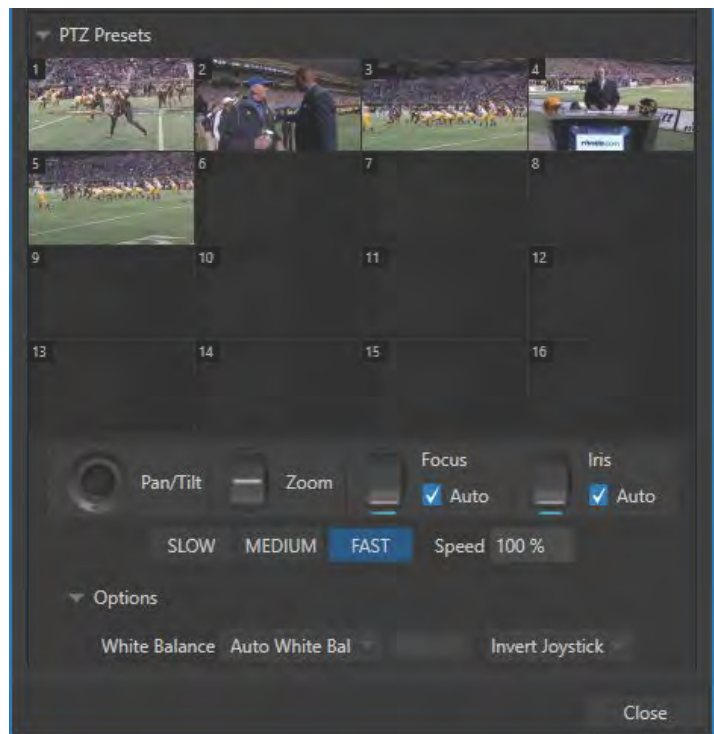 PTZ Presets
1 2 3 4
5 6 7 8
9 10 11 12
13 14 15 16
Pan/Tilt Zoom Focus Auto Iris Auto
SLOW MEDIUM FAST Speed 100 %
Options
White Balance Auto White Bal Invert Joystick
Close